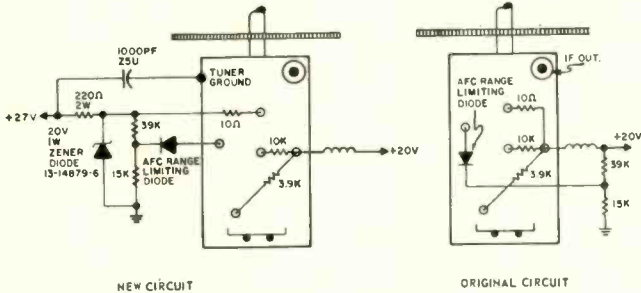 1000PF
Z5U
TUNER
GROUND
+27V
220Ω
2W
20V
1W
ZENER
DIODE
13-14879-6
39K
15K
AFC RANGE
LIMITING
DIODE
10Ω
10K
3.9K
+20V
NEW CIRCUIT
IF OUT.
AFC RANGE
LIMITING
DIODE
10Ω
10K
3.9K
+20V
39K
15K
ORIGINAL CIRCUIT